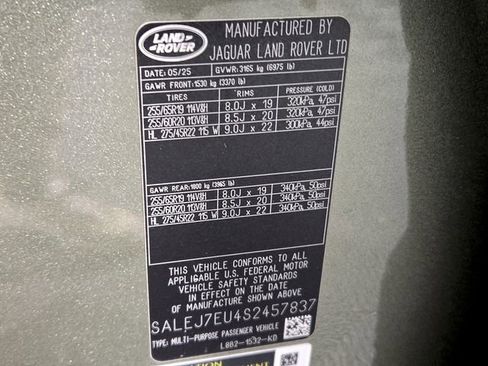 LAND-
-ROVER
MANUFACTURED BY
JAGUAR LAND ROVER LTD
DATE: 05/25 GVWR: 3165 kg (6975 lb)
GAWR FRONT: 1530 kg (3370 lb)
TIRES RIMS PRESSURE (COLD)
255/65R19 114V&H 8.0J x 19 320kPa, 47psi
255/60R20 113V&H 8.5J x 20 320kPa, 47psi
HL 275/45R22 115 W 9.0J x 22 300kPa, 44psi
GAWR REAR: 1800 kg (3965 lb)
255/65R19 114V&H 8.0J x 19 340kPa, 50psi
255/60R20 113V&H 8.5J x 20 340kPa, 50psi
HL 275/45R22 115 W 9.0J x 22 340kPa, 50psi
THIS VEHICLE CONFORMS TO ALL
APPLICABLE U.S. FEDERAL MOTOR
VEHICLE SAFETY
STANDARDS IN EFFECT ON THE DATE
OF MANUFACTURE SHOWN ABOVE
SALEJ7EU4S2457837
TYPE: MULTI-PURPOSE PASSENGER VEHICLE
L8B2-1532-KD